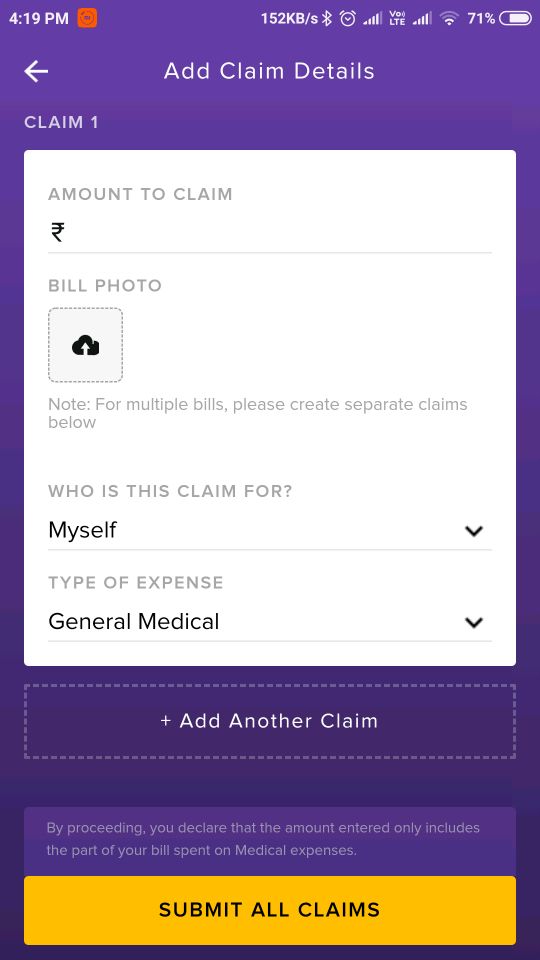 4:19 PM 152KB/s Vo) LTE 71%
Add Claim Details
CLAIM 1
AMOUNT TO CLAIM
₹
BILL PHOTO
Note: For multiple bills, please create separate claims
below
WHO IS THIS CLAIM FOR?
Myself
TYPE OF EXPENSE
General Medical
+ Add Another Claim
By proceeding, you declare that the amount entered only includes
the part of your bill spent on Medical expenses.
SUBMIT ALL CLAIMS